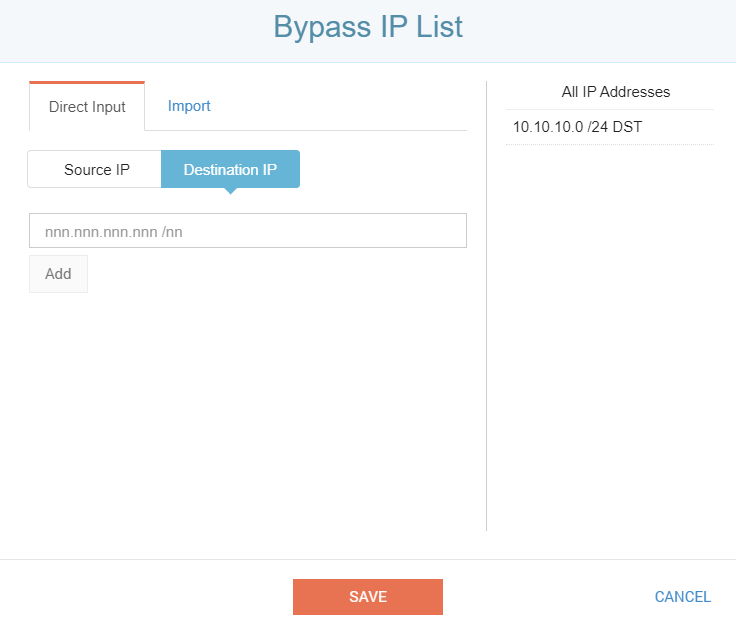 Bypass IP List
Direct Input
Import
Source IP
Destination IP
nnn.nnn.nnn.nnn /nn
Add
All IP Addresses
10.10.10.0 /24 DST
SAVE
CANCEL